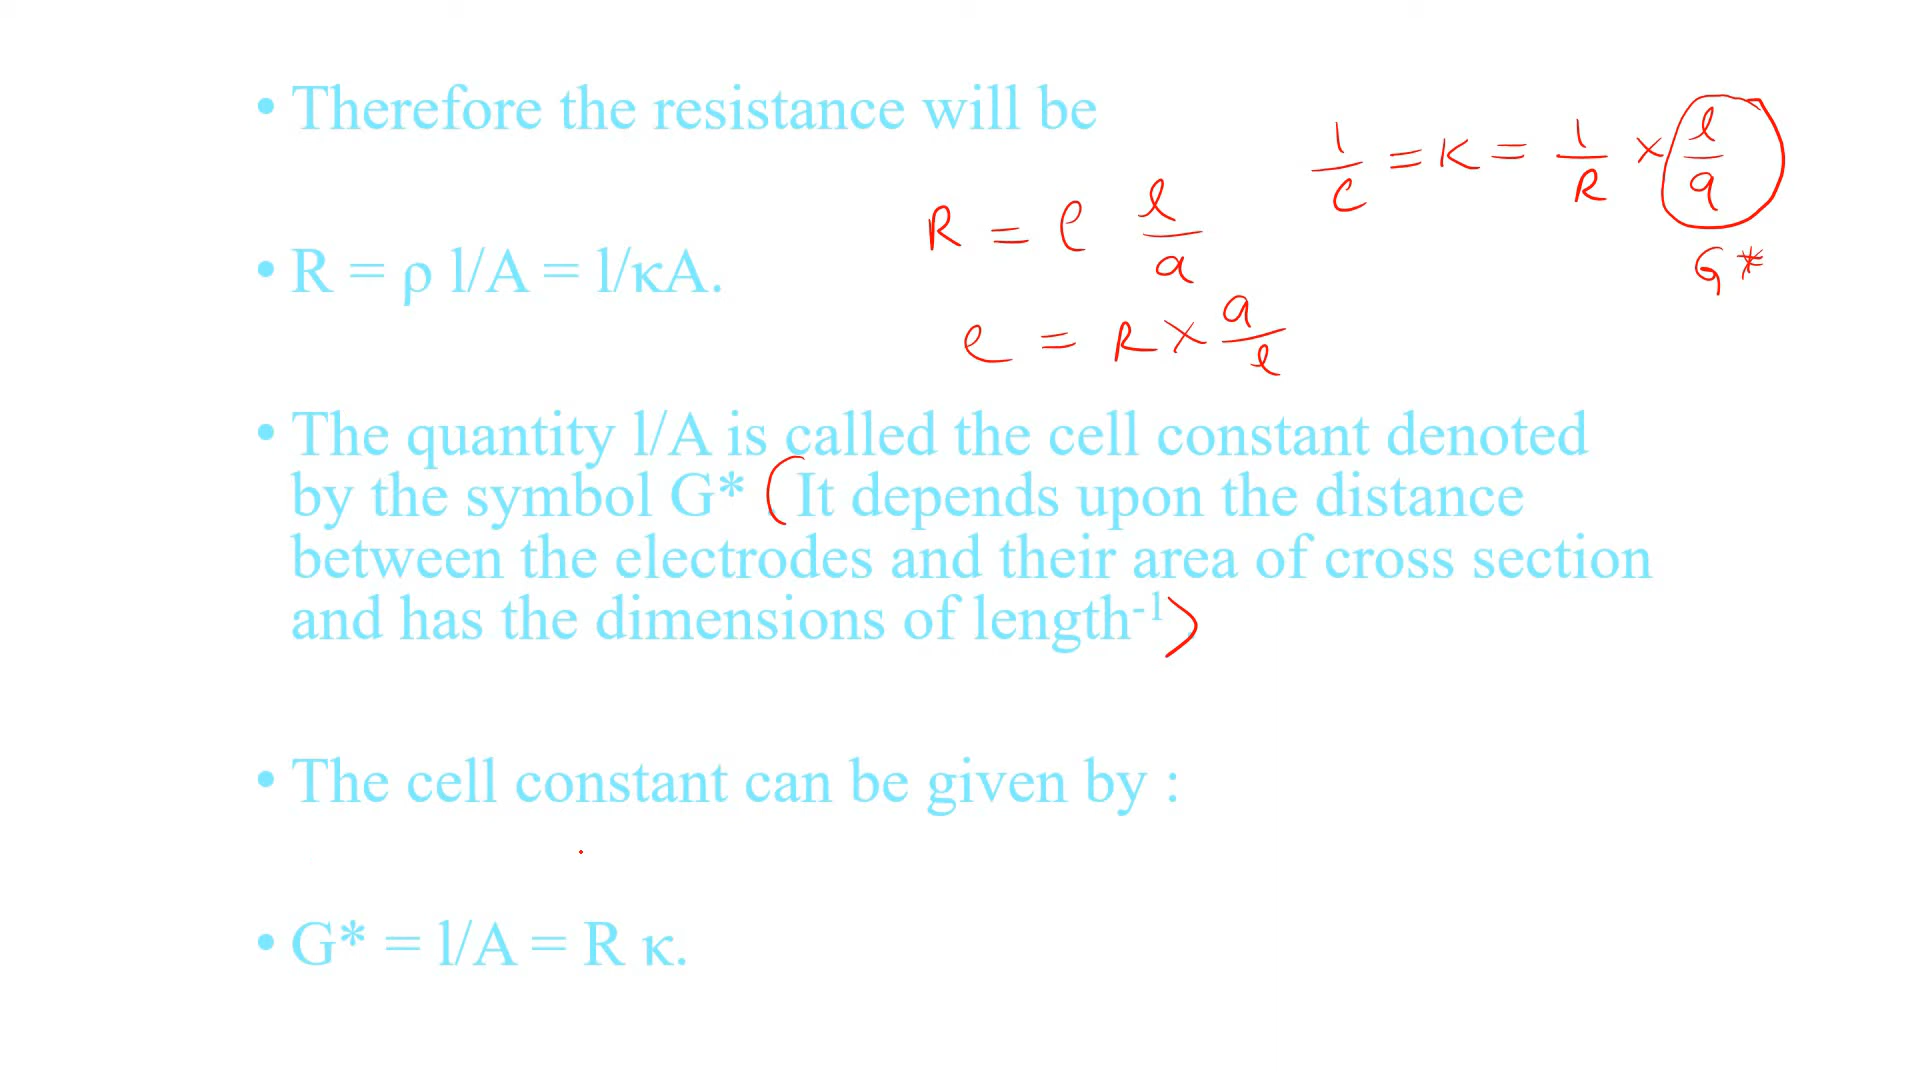 • Therefore the resistance will be
1/C = K = 1/R × l/a
G*
R = ρ l/a
• R = ρ l/A = l/κA.
ρ = R × a/l
• The quantity l/A is called the cell constant denoted
by the symbol G* ( It depends upon the distance
between the electrodes and their area of cross section
and has the dimensions of length⁻¹ )
• The cell constant can be given by :
• G* = l/A = R κ.